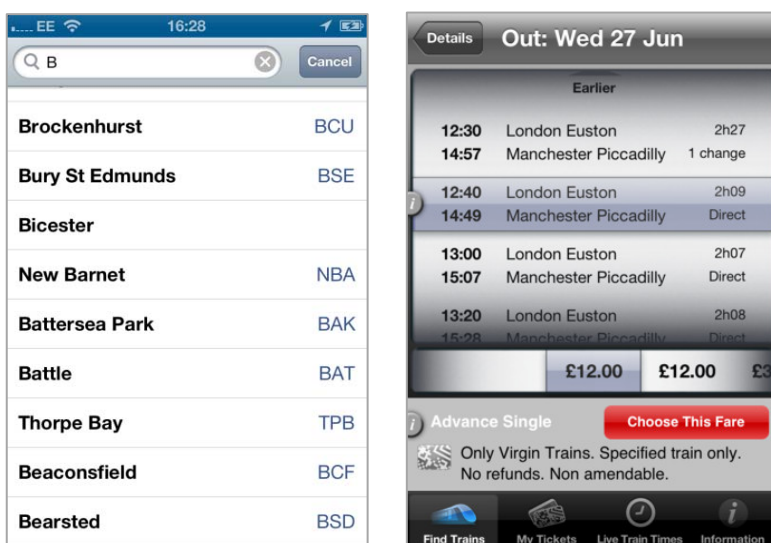 EE 16:28
B Cancel
Brockenhurst BCU
Bury St Edmunds BSE
Bicester
New Barnet NBA
Battersea Park BAK
Battle BAT
Thorpe Bay TPB
Beaconsfield BCF
Bearsted BSD
Details Out: Wed 27 Jun
Earlier
12:30 London Euston 2h27
14:57 Manchester Piccadilly 1 change
12:40 London Euston 2h09
14:49 Manchester Piccadilly Direct
13:00 London Euston 2h07
15:07 Manchester Piccadilly Direct
13:20 London Euston 2h08
15:28 Manchester Piccadilly Direct
£12.00 £12.00
Advance Single Choose This Fare
Only Virgin Trains. Specified train only.
No refunds. Non amendable.
Find Trains My Tickets Live Train Times Information